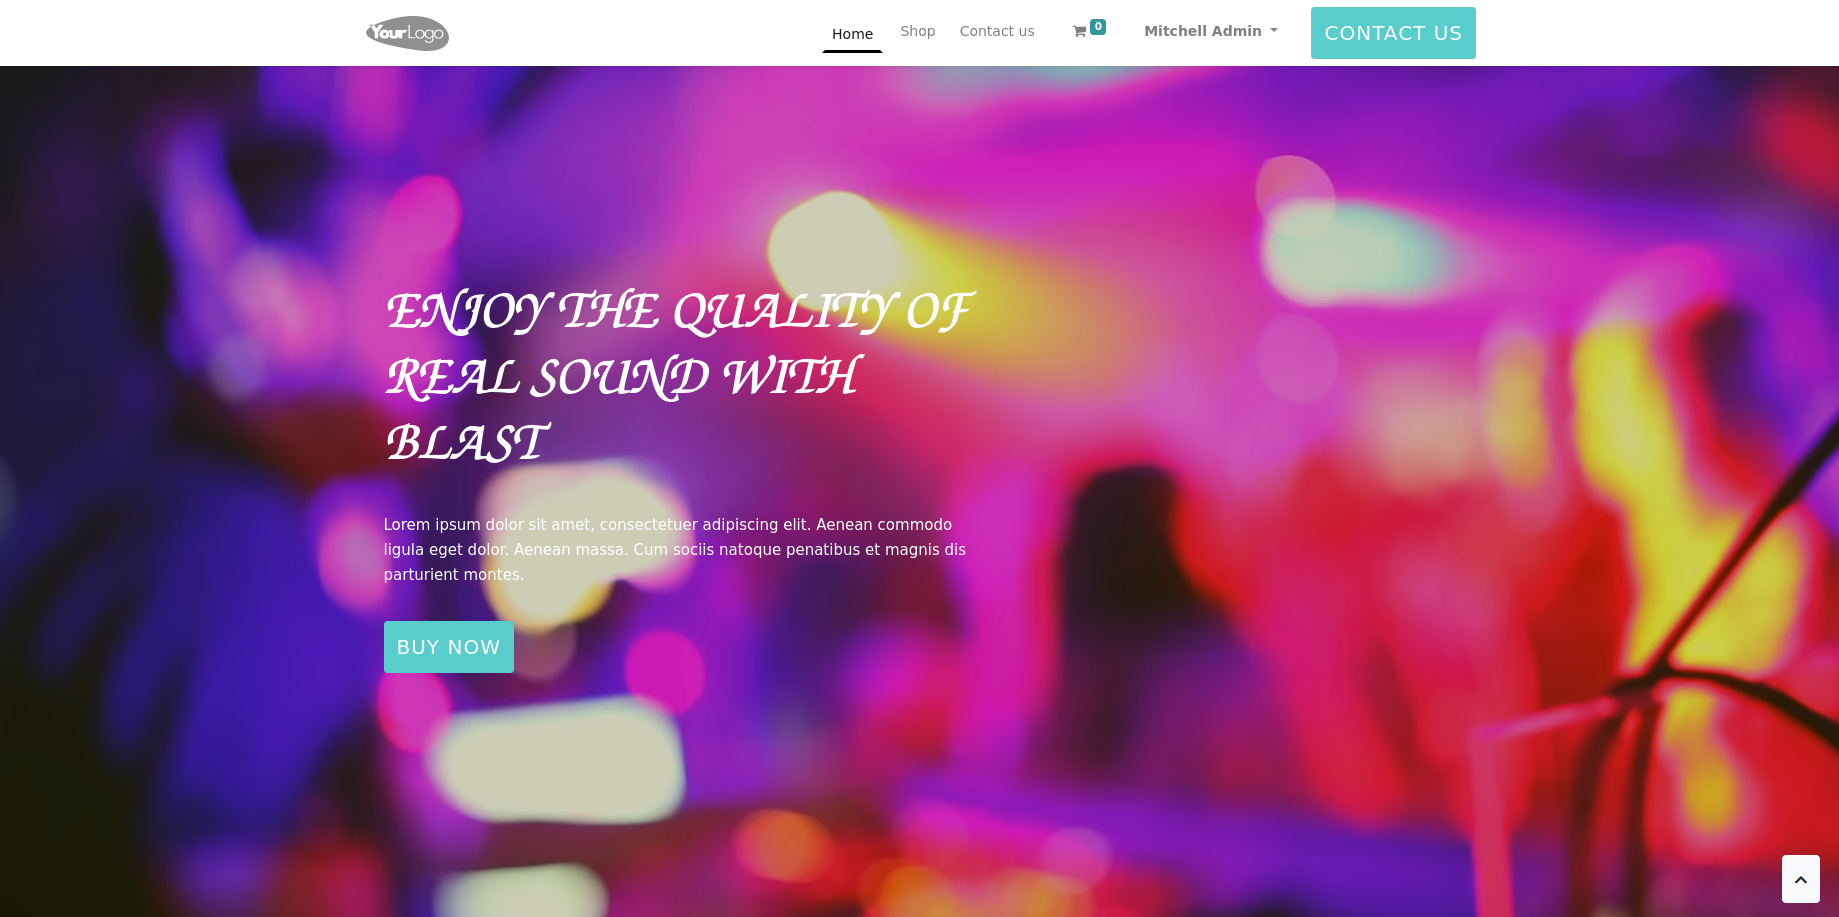 YourLogo
Home Shop Contact us 0 Mitchell Admin CONTACT US
ENJOY THE QUALITY OF
REAL SOUND WITH
BLAST
Lorem ipsum dolor sit amet, consectetuer adipiscing elit. Aenean commodo
ligula eget dolor. Aenean massa. Cum sociis natoque penatibus et magnis dis
parturient montes.
BUY NOW